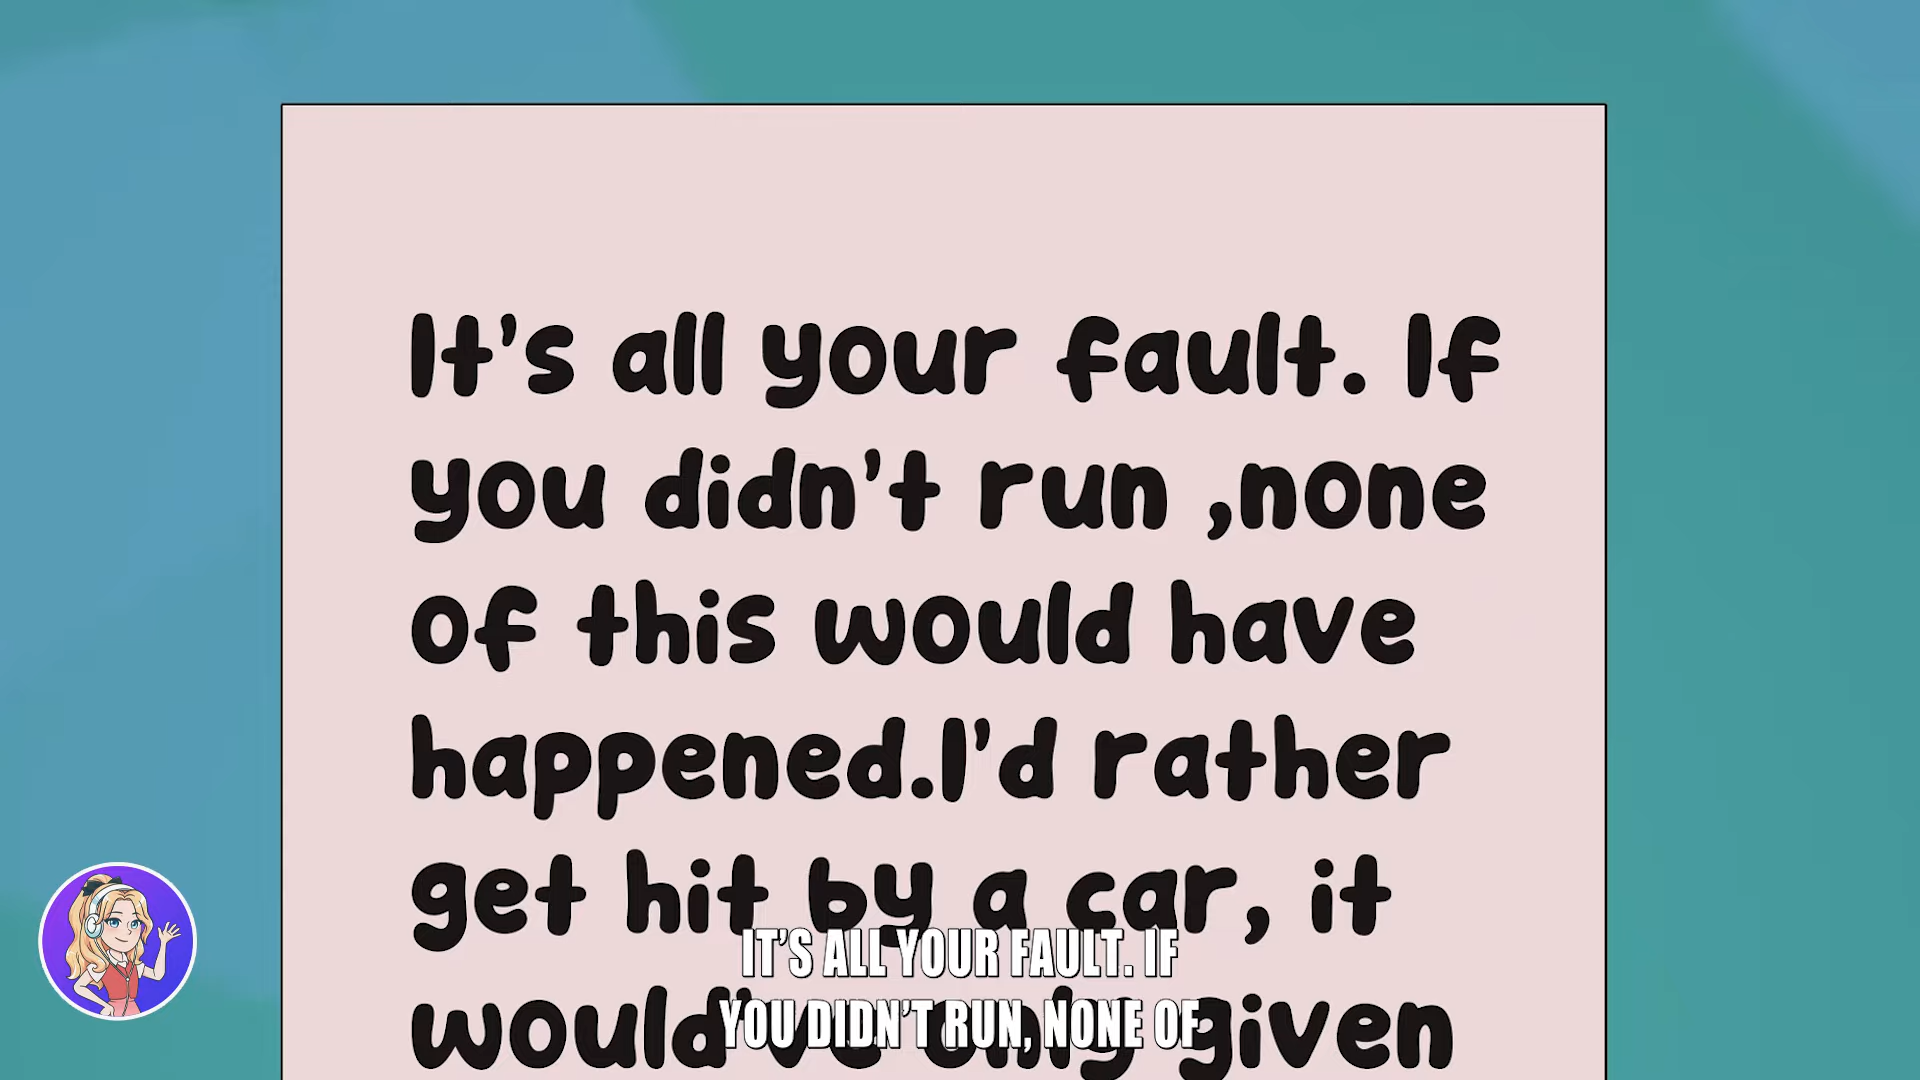 It's all your fault. If
you didn't run ,none
of this would have
happened.I'd rather
get hit by a car, it
would've only given
IT'S ALL YOUR FAULT. IF
YOU DIDN'T RUN, NONE OF